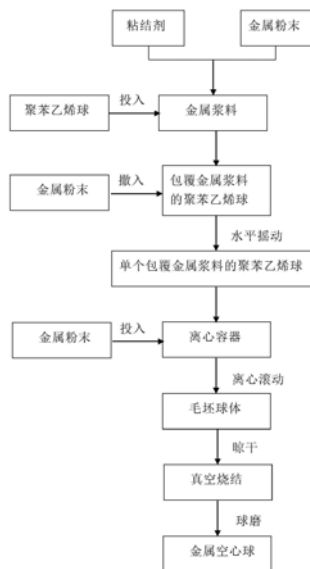 粘结剂
金属粉末
聚苯乙烯球
投入
金属浆料
金属粉末
撒入
包覆金属浆料
的聚苯乙烯球
水平摇动
单个包覆金属浆料的聚苯乙烯球
金属粉末
投入
离心容器
离心滚动
毛坯球体
晾干
真空烧结
球磨
金属空心球